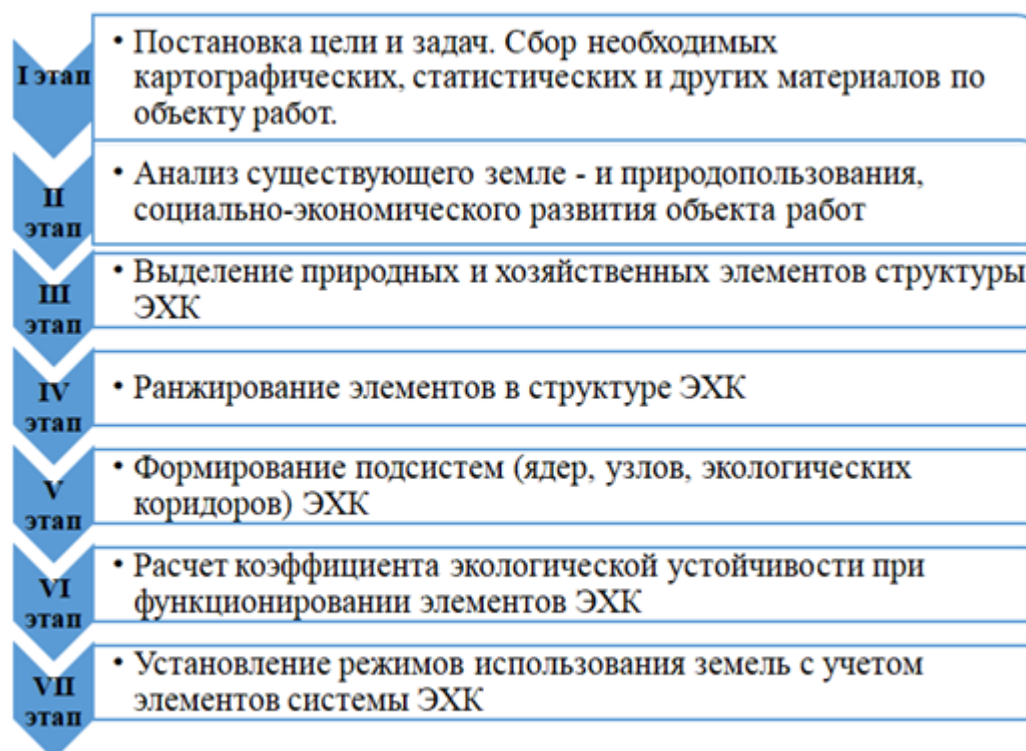 I этап
• Постановка цели и задач. Сбор необходимых
картографических, статистических и других материалов по
объекту работ.
II
этап
• Анализ существующего земле - и природопользования,
социально-экономического развития объекта работ
III
этап
• Выделение природных и хозяйственных элементов структуры
ЭХК
IV
этап
• Ранжирование элементов в структуре ЭХК
V
этап
• Формирование подсистем (ядер, узлов, экологических
коридоров) ЭХК
VI
этап
• Расчет коэффициента экологической устойчивости при
функционировании элементов ЭХК
VII
этап
• Установление режимов использования земель с учетом
элементов системы ЭХК